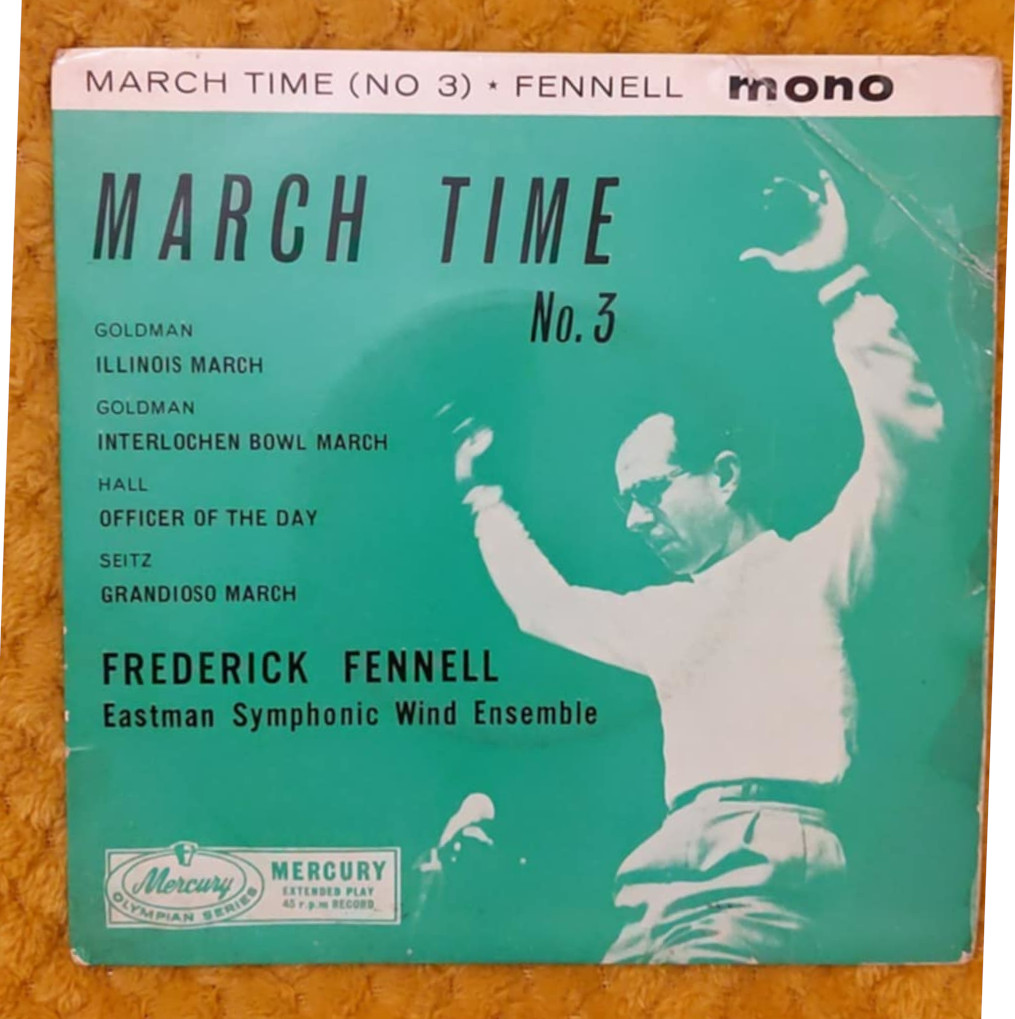 MARCH TIME (NO 3) ★ FENNELL mono
MARCH TIME
No. 3
GOLDMAN
ILLINOIS MARCH
GOLDMAN
INTERLOCHEN BOWL MARCH
HALL
OFFICER OF THE DAY
SEITZ
GRANDIOSO MARCH
FREDERICK FENNELL
Eastman Symphonic Wind Ensemble
Mercury
OLYMPIAN SERIES
MERCURY
EXTENDED PLAY
45 r.p.m RECORD